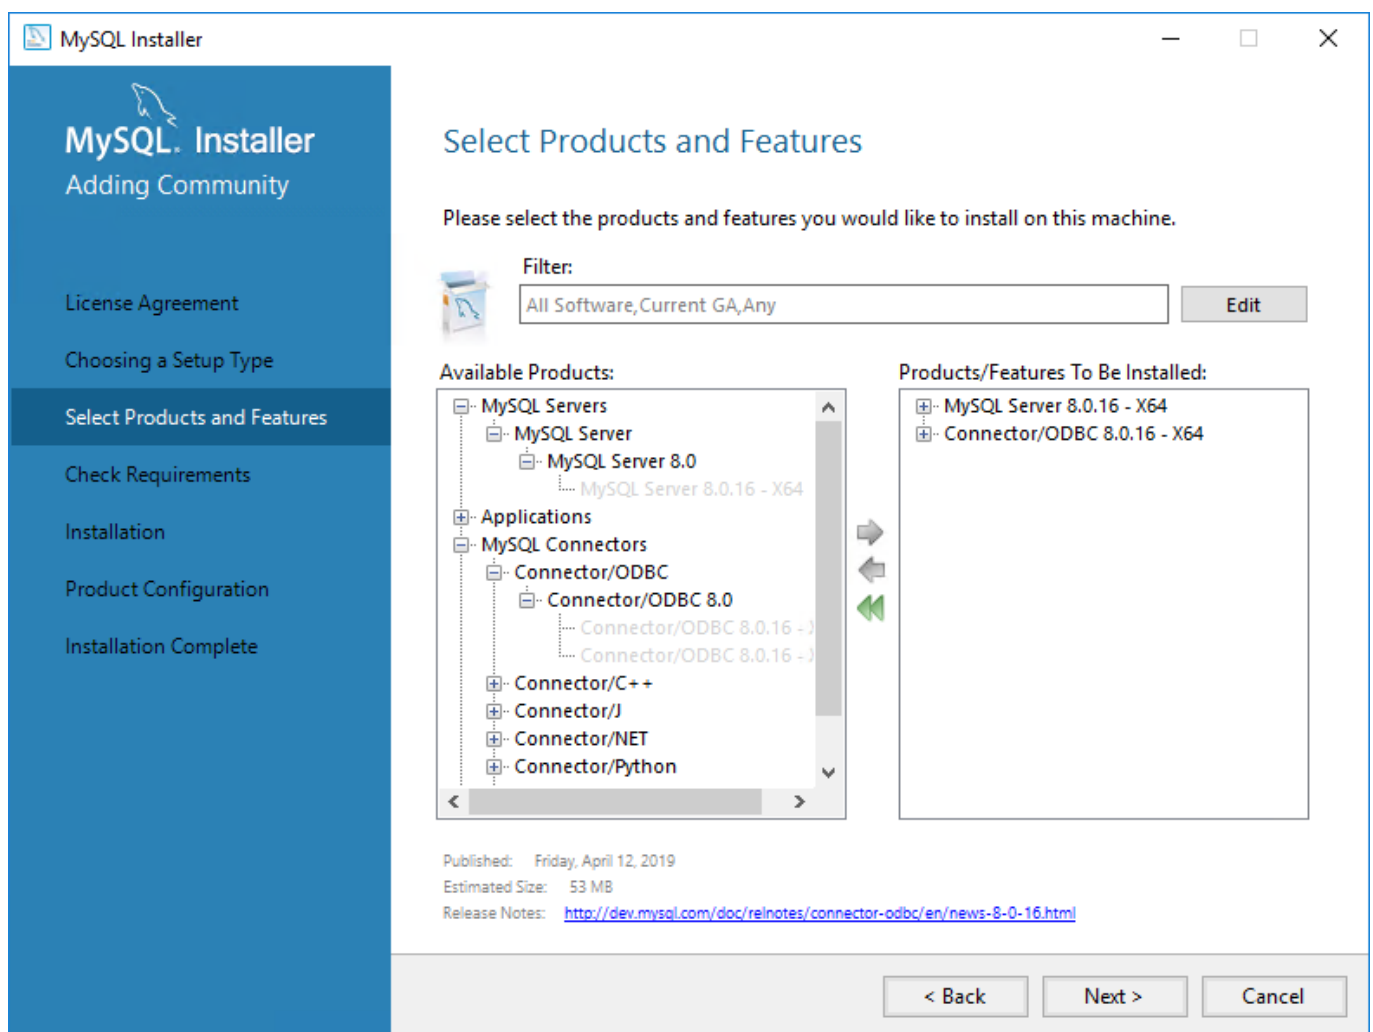 MySQL Installer
MySQL. Installer
Adding Community
License Agreement
Choosing a Setup Type
Select Products and Features
Check Requirements
Installation
Product Configuration
Installation Complete
Select Products and Features
Please select the products and features you would like to install on this machine.
Filter:
All Software,Current GA,Any
Edit
Available Products:
MySQL Servers
MySQL Server
MySQL Server 8.0
MySQL Server 8.0.16 - X64
Applications
MySQL Connectors
Connector/ODBC
Connector/ODBC 8.0
Connector/ODBC 8.0.16 -
Connector/ODBC 8.0.16 -
Connector/C++
Connector/J
Connector/NET
Connector/Python
Products/Features To Be Installed:
MySQL Server 8.0.16 - X64
Connector/ODBC 8.0.16 - X64
Published: Friday, April 12, 2019
Estimated Size: 53 MB
Release Notes: http://dev.mysql.com/doc/relnotes/connector-odbc/en/news-8-0-16.html
< Back
Next >
Cancel